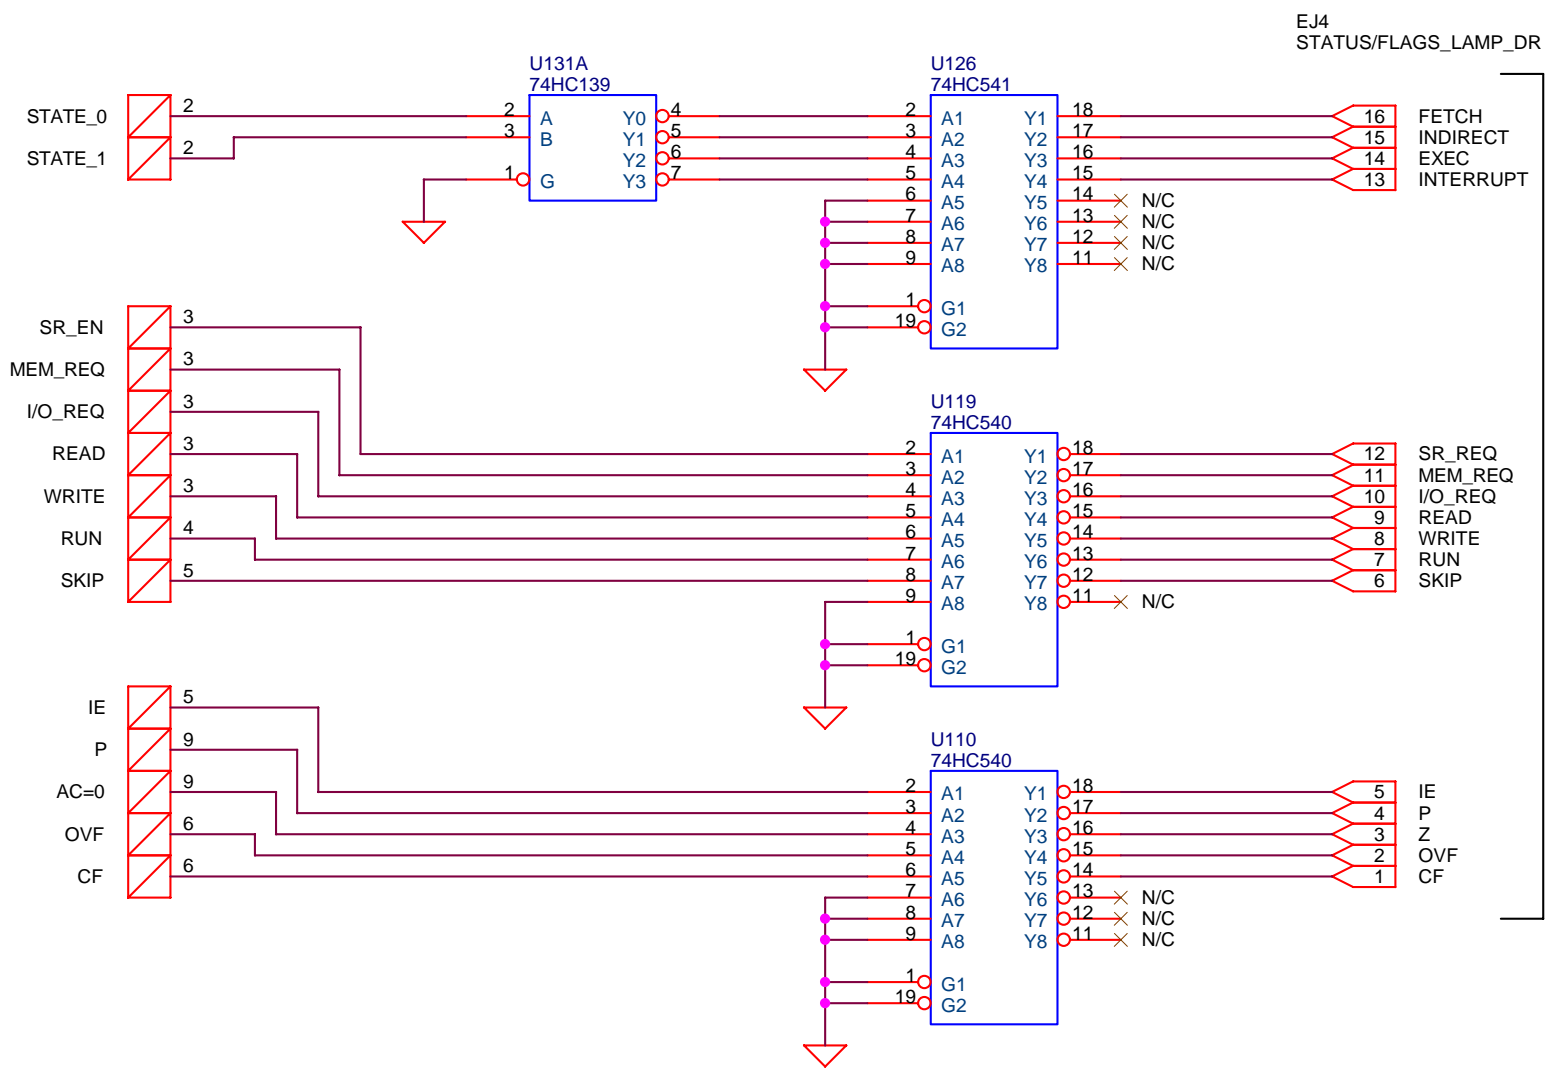 EJ4
STATUS/FLAGS_LAMP_DR
U131A
74HC139
U126
74HC541
STATE_0 2 2 A Y0 4 2 A1 Y1 18 16 FETCH
3 B Y1 5 3 A2 Y2 17 15 INDIRECT
STATE_1 2 Y2 6 4 A3 Y3 16 14 EXEC
1 G Y3 7 5 A4 Y4 15 13 INTERRUPT
6 A5 Y5 14 N/C
7 A6 Y6 13 N/C
8 A7 Y7 12 N/C
9 A8 Y8 11 N/C
1 G1
19 G2
SR_EN 3
MEM_REQ 3
I/O_REQ 3
READ 3
WRITE 3
RUN 4
SKIP 5
U119
74HC540
2 A1 Y1 18 12 SR_REQ
3 A2 Y2 17 11 MEM_REQ
4 A3 Y3 16 10 I/O_REQ
5 A4 Y4 15 9 READ
6 A5 Y5 14 8 WRITE
7 A6 Y6 13 7 RUN
8 A7 Y7 12 6 SKIP
9 A8 Y8 11 N/C
1 G1
19 G2
IE 5
P 9
AC=0 9
OVF 6
CF 6
U110
74HC540
2 A1 Y1 18 5 IE
3 A2 Y2 17 4 P
4 A3 Y3 16 3 Z
5 A4 Y4 15 2 OVF
6 A5 Y5 14 1 CF
7 A6 Y6 13 N/C
8 A7 Y7 12 N/C
9 A8 Y8 11 N/C
1 G1
19 G2